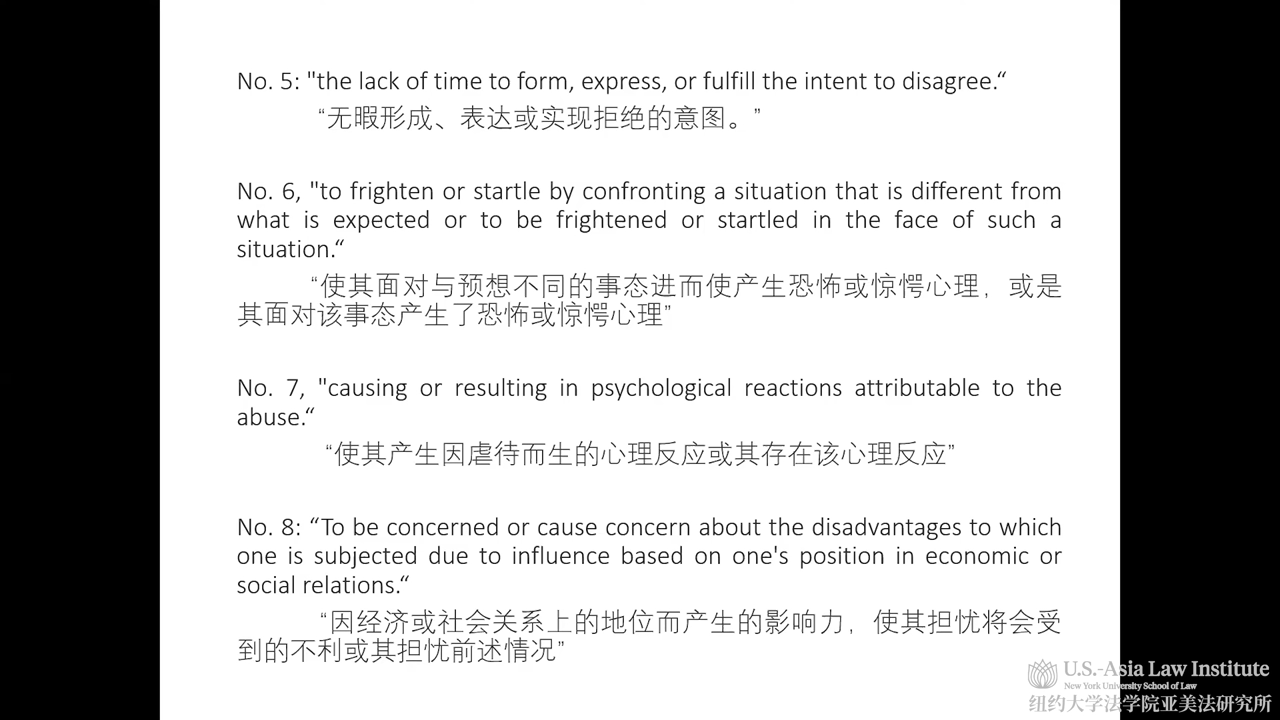 No. 5: "the lack of time to form, express, or fulfill the intent to disagree.“
“无暇形成、表达或实现拒绝的意图。”
No. 6, "to frighten or startle by confronting a situation that is different from
what is expected or to be frightened or startled in the face of such a
situation.“
“使其面对与预想不同的事态进而使产生恐怖或惊愕心理，或是
其面对该事态产生了恐怖或惊愕心理”
No. 7, "causing or resulting in psychological reactions attributable to the
abuse.“
“使其产生因虐待而生的心理反应或其存在该心理反应”
No. 8: “To be concerned or cause concern about the disadvantages to which
one is subjected due to influence based on one's position in economic or
social relations.“
“因经济或社会关系上的地位而产生的影响力，使其担忧将会受
到的不利或其担忧前述情况”
U.S.-Asia Law Institute
New York University School of Law
纽约大学法学院亚美法研究所